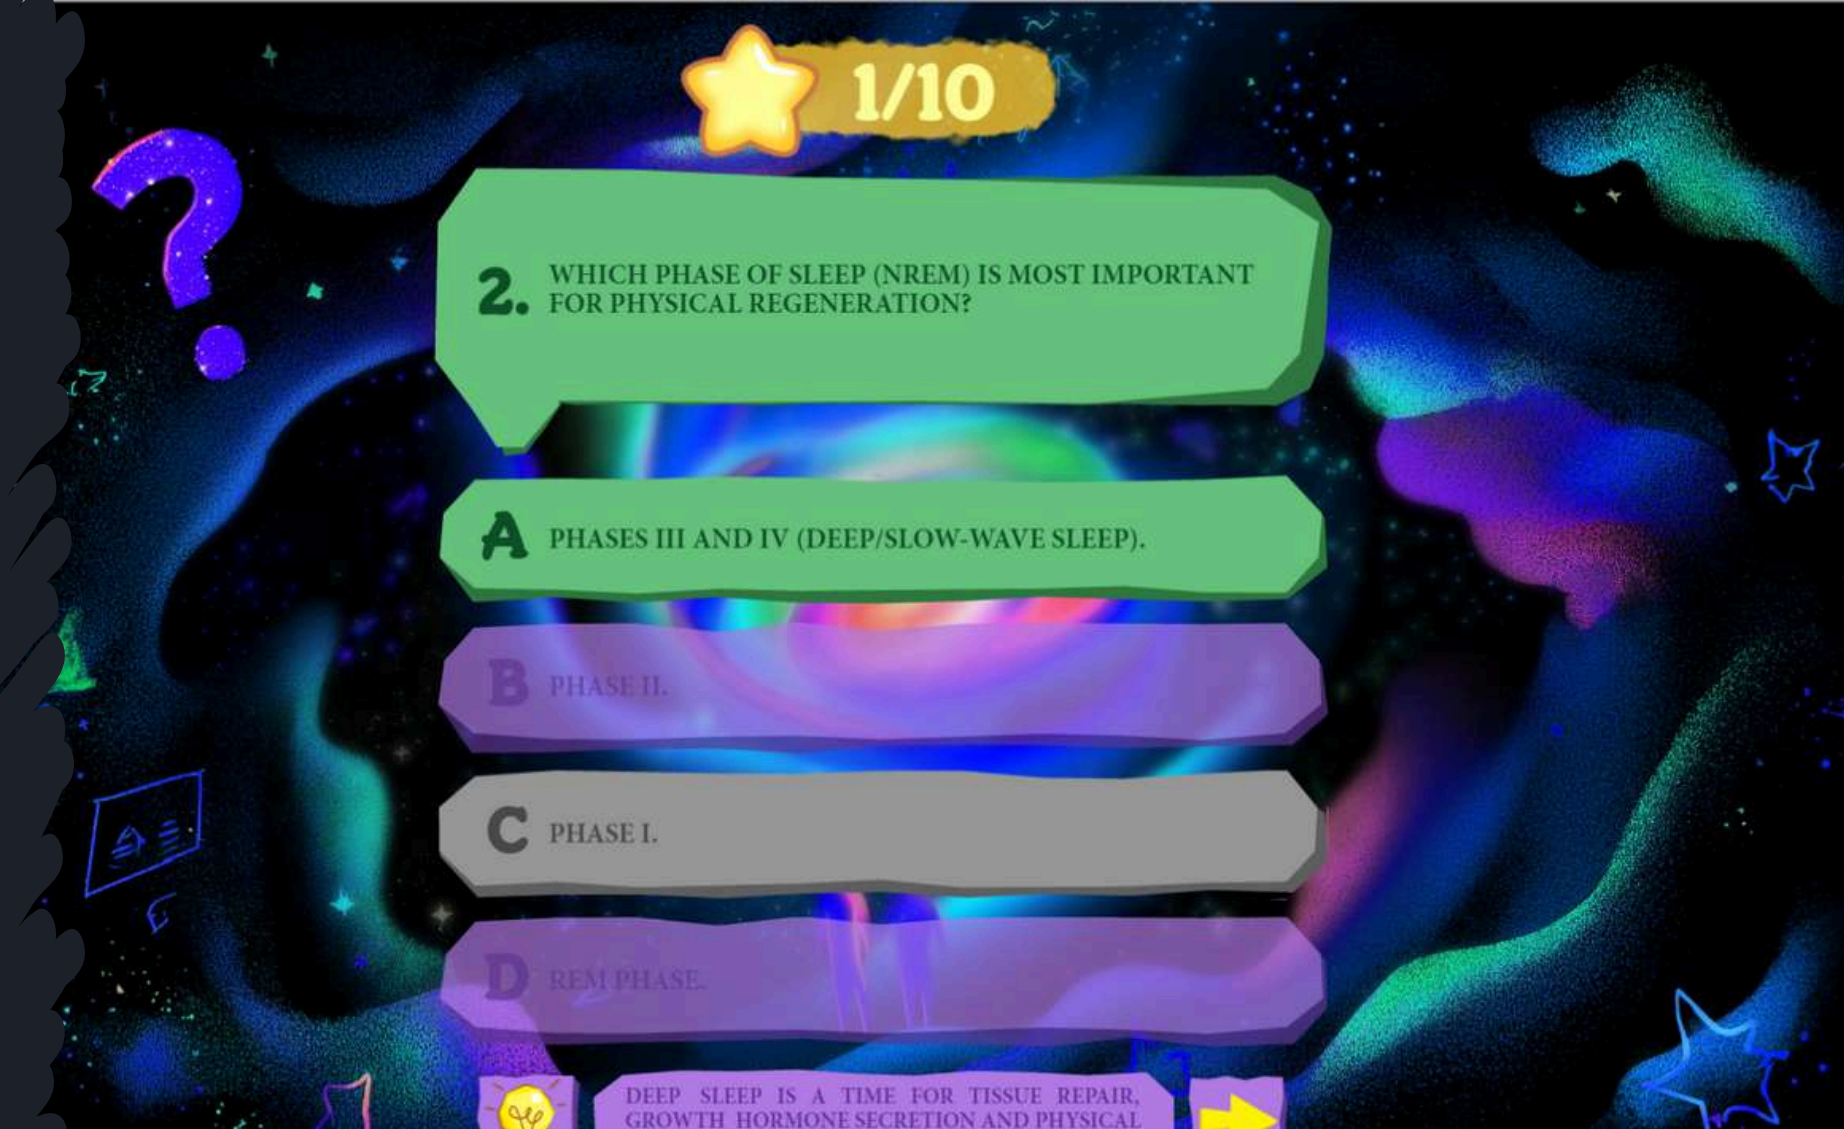 1/10
2. WHICH PHASE OF SLEEP (NREM) IS MOST IMPORTANT
FOR PHYSICAL REGENERATION?
A PHASES III AND IV (DEEP/SLOW-WAVE SLEEP).
B PHASE II.
C PHASE I.
D REM PHASE.
DEEP SLEEP IS A TIME FOR TISSUE REPAIR,
GROWTH HORMONE SECRETION AND PHYSICAL